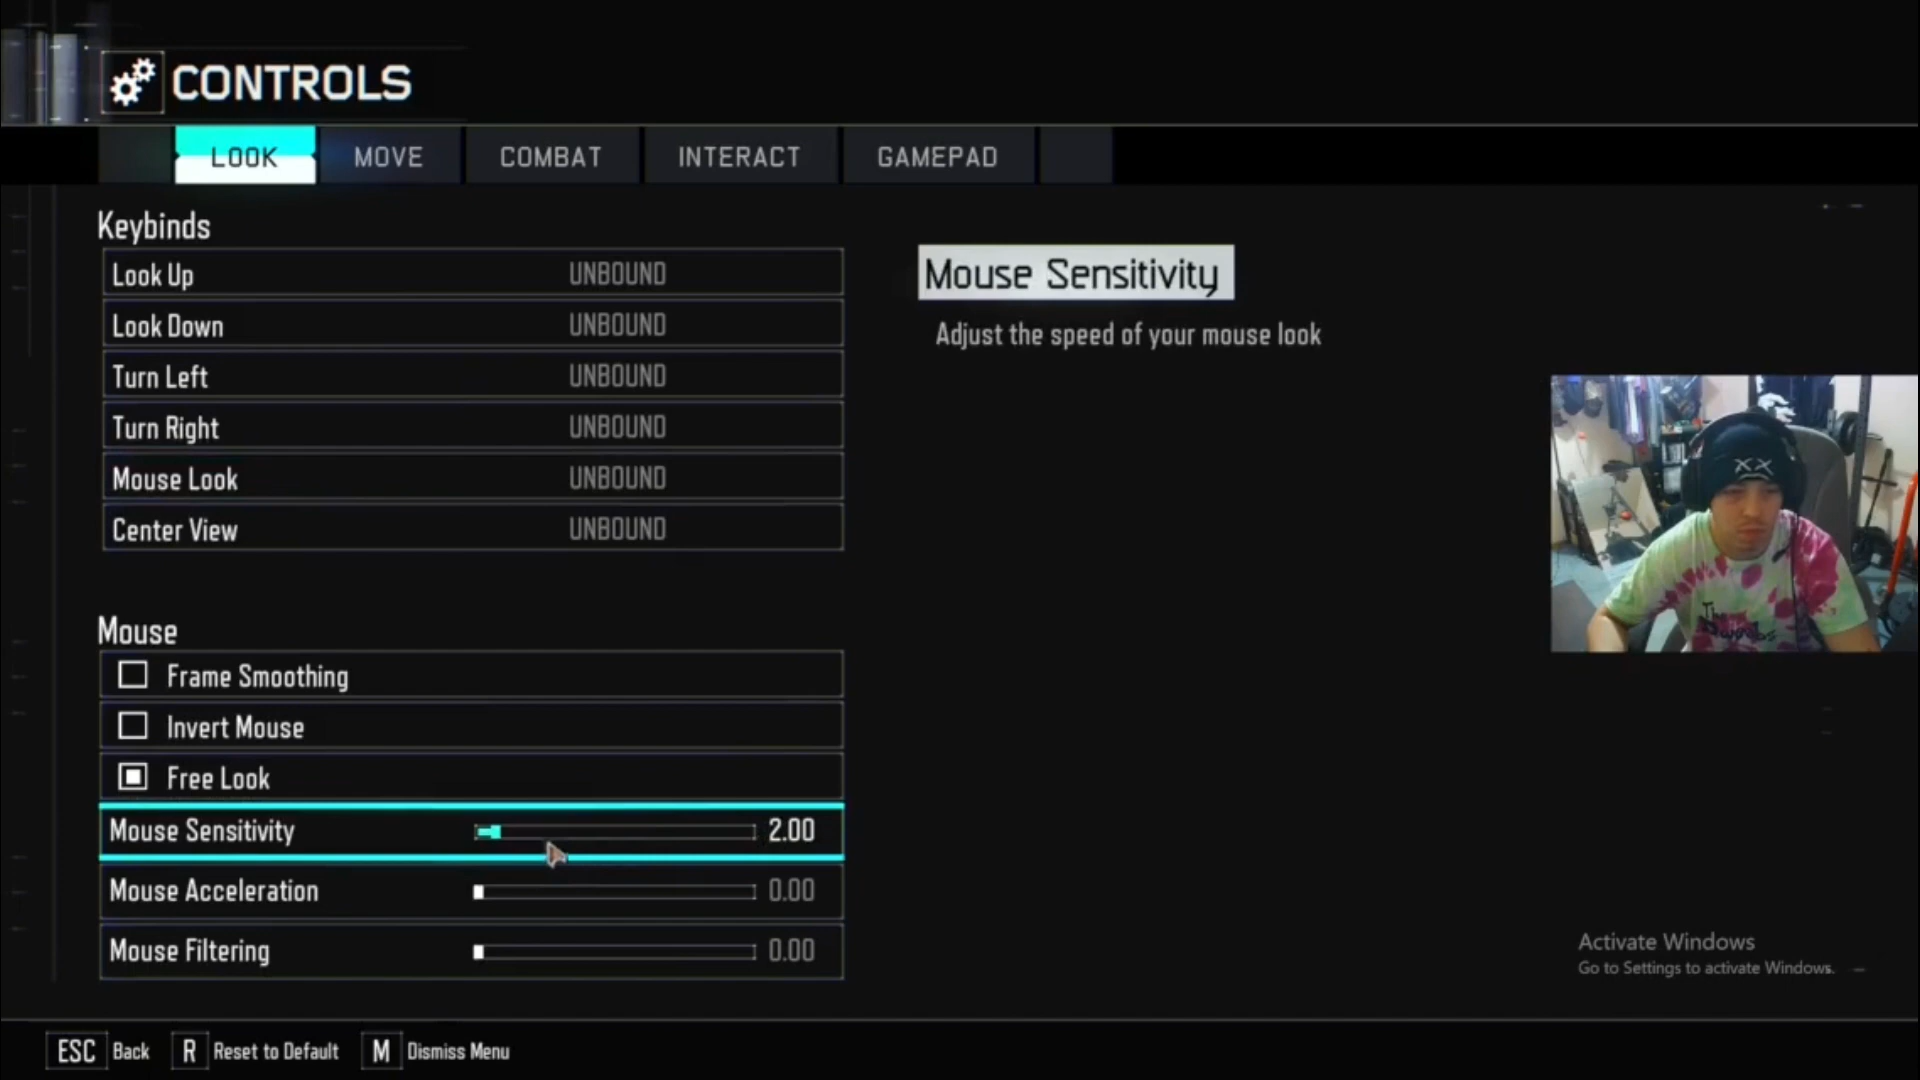 CONTROLS
LOOK MOVE COMBAT INTERACT GAMEPAD
Keybinds
Look Up UNBOUND
Look Down UNBOUND
Turn Left UNBOUND
Turn Right UNBOUND
Mouse Look UNBOUND
Center View UNBOUND
Mouse
Frame Smoothing
Invert Mouse
Free Look
Mouse Sensitivity 2.00
Mouse Acceleration 0.00
Mouse Filtering 0.00
Mouse Sensitivity
Adjust the speed of your mouse look
XX
The
Activate Windows
Go to Settings to activate Windows.
ESC Back R Reset to Default M Dismiss Menu